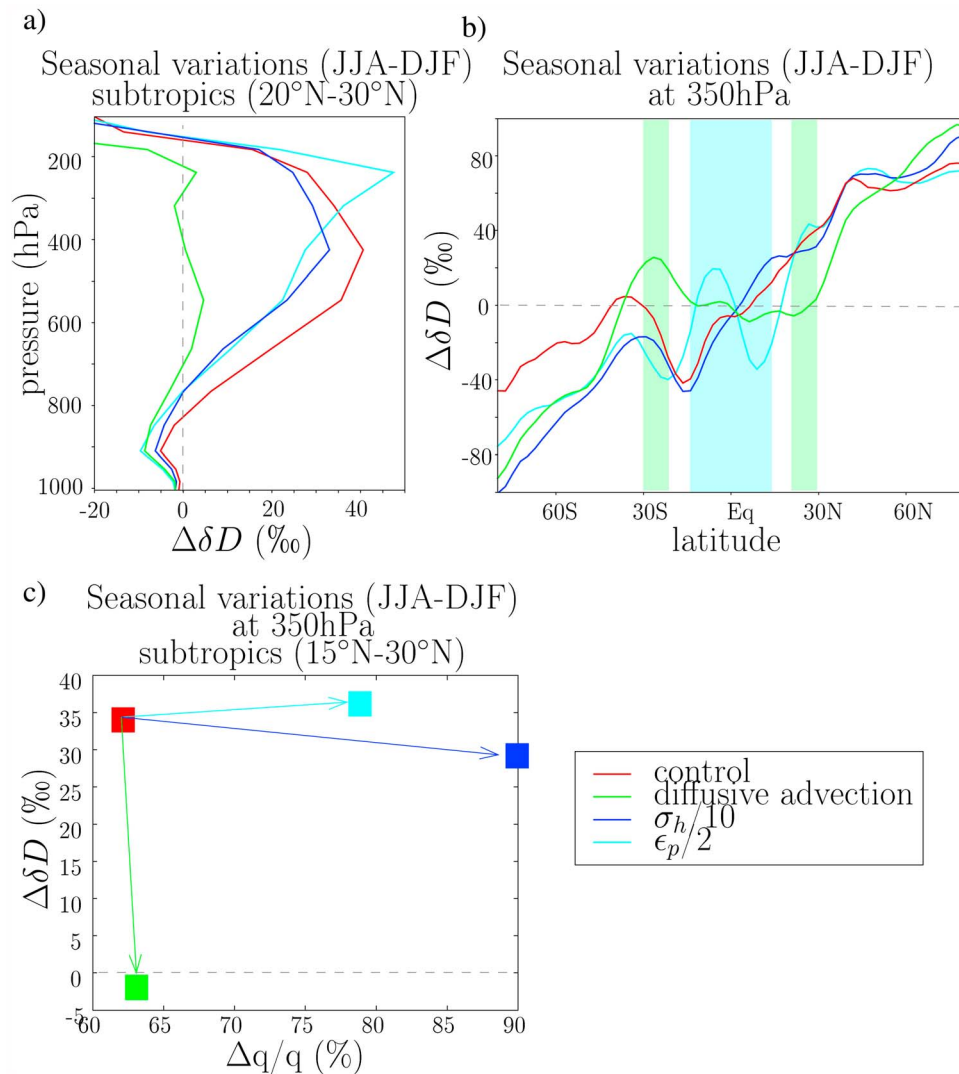 a)
Seasonal variations (JJA-DJF)
subtropics (20°N-30°N)
200
400
600
800
1000
pressure (hPa)
-20
0
20
40
ΔδD (‰)
b)
Seasonal variations (JJA-DJF)
at 350hPa
80
40
0
-40
-80
ΔδD
(‰)
60S
30S
Eq
30N
60N
latitude
c)
Seasonal variations (JJA-DJF)
at 350hPa
subtropics (15°N-30°N)
40
35
30
25
20
15
10
5
0
-5
ΔδD
(‰)
60
65
70
75
80
85
90
Δq/q (%)
control
diffusive advection
σ_h/10
ϵ_p/2